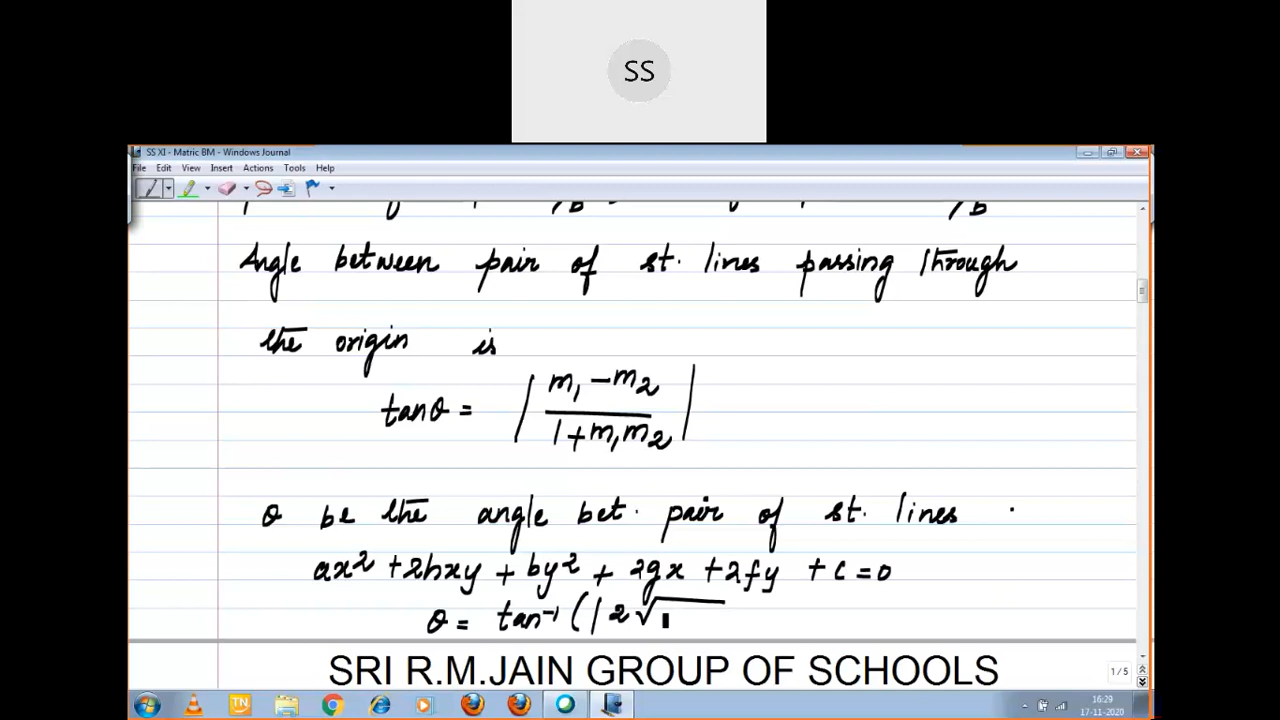 SS
SS XI - Matric BM - Windows Journal
File Edit View Insert Actions Tools Help
Angle between pair of st. lines passing through
the origin is
tanθ = | m₁ - m₂ / 1 + m₁m₂ |
θ be the angle bet. pair of st. lines
ax² + 2hxy + by² + 2gx + 2fy + c = 0
θ = tan⁻¹ (| 2√
SRI R.M.JAIN GROUP OF SCHOOLS
1/5
TN
16:29
17-11-2020